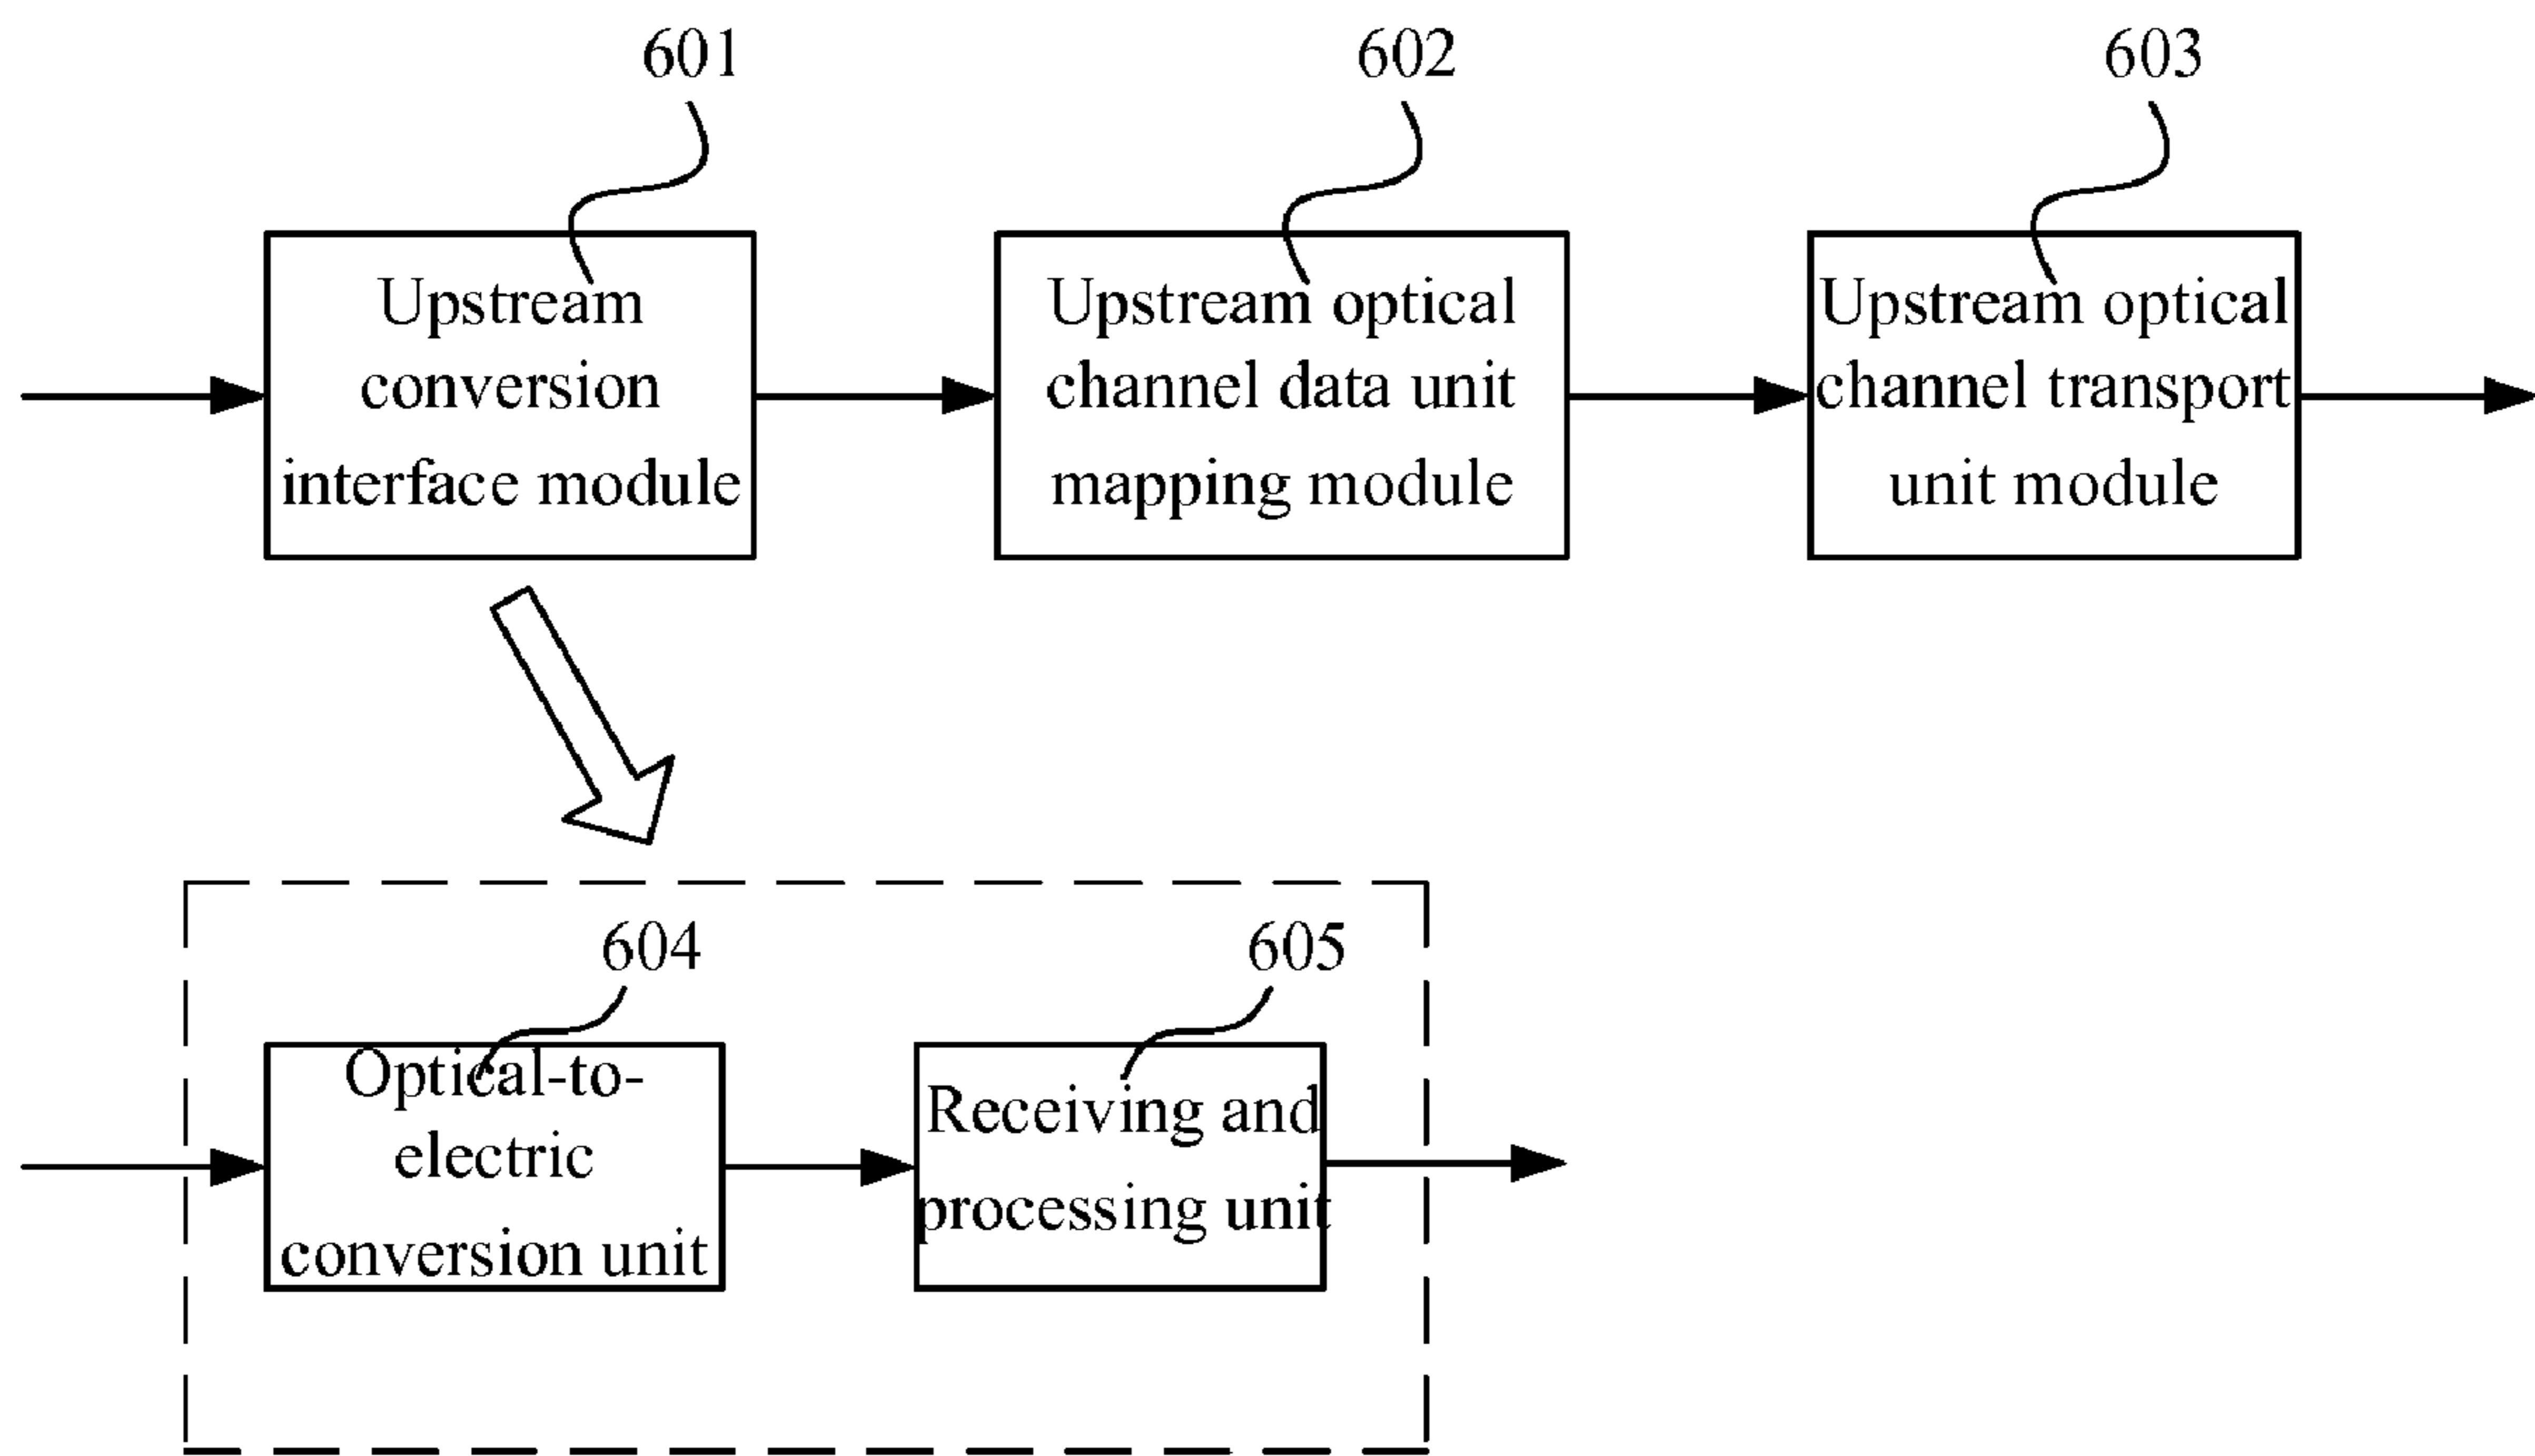 601
602
603
Upstream
conversion
interface module
Upstream optical
channel data unit
mapping module
Upstream optical
channel transport
unit module
604
605
Optical-to-
electric
conversion unit
Receiving and
processing unit